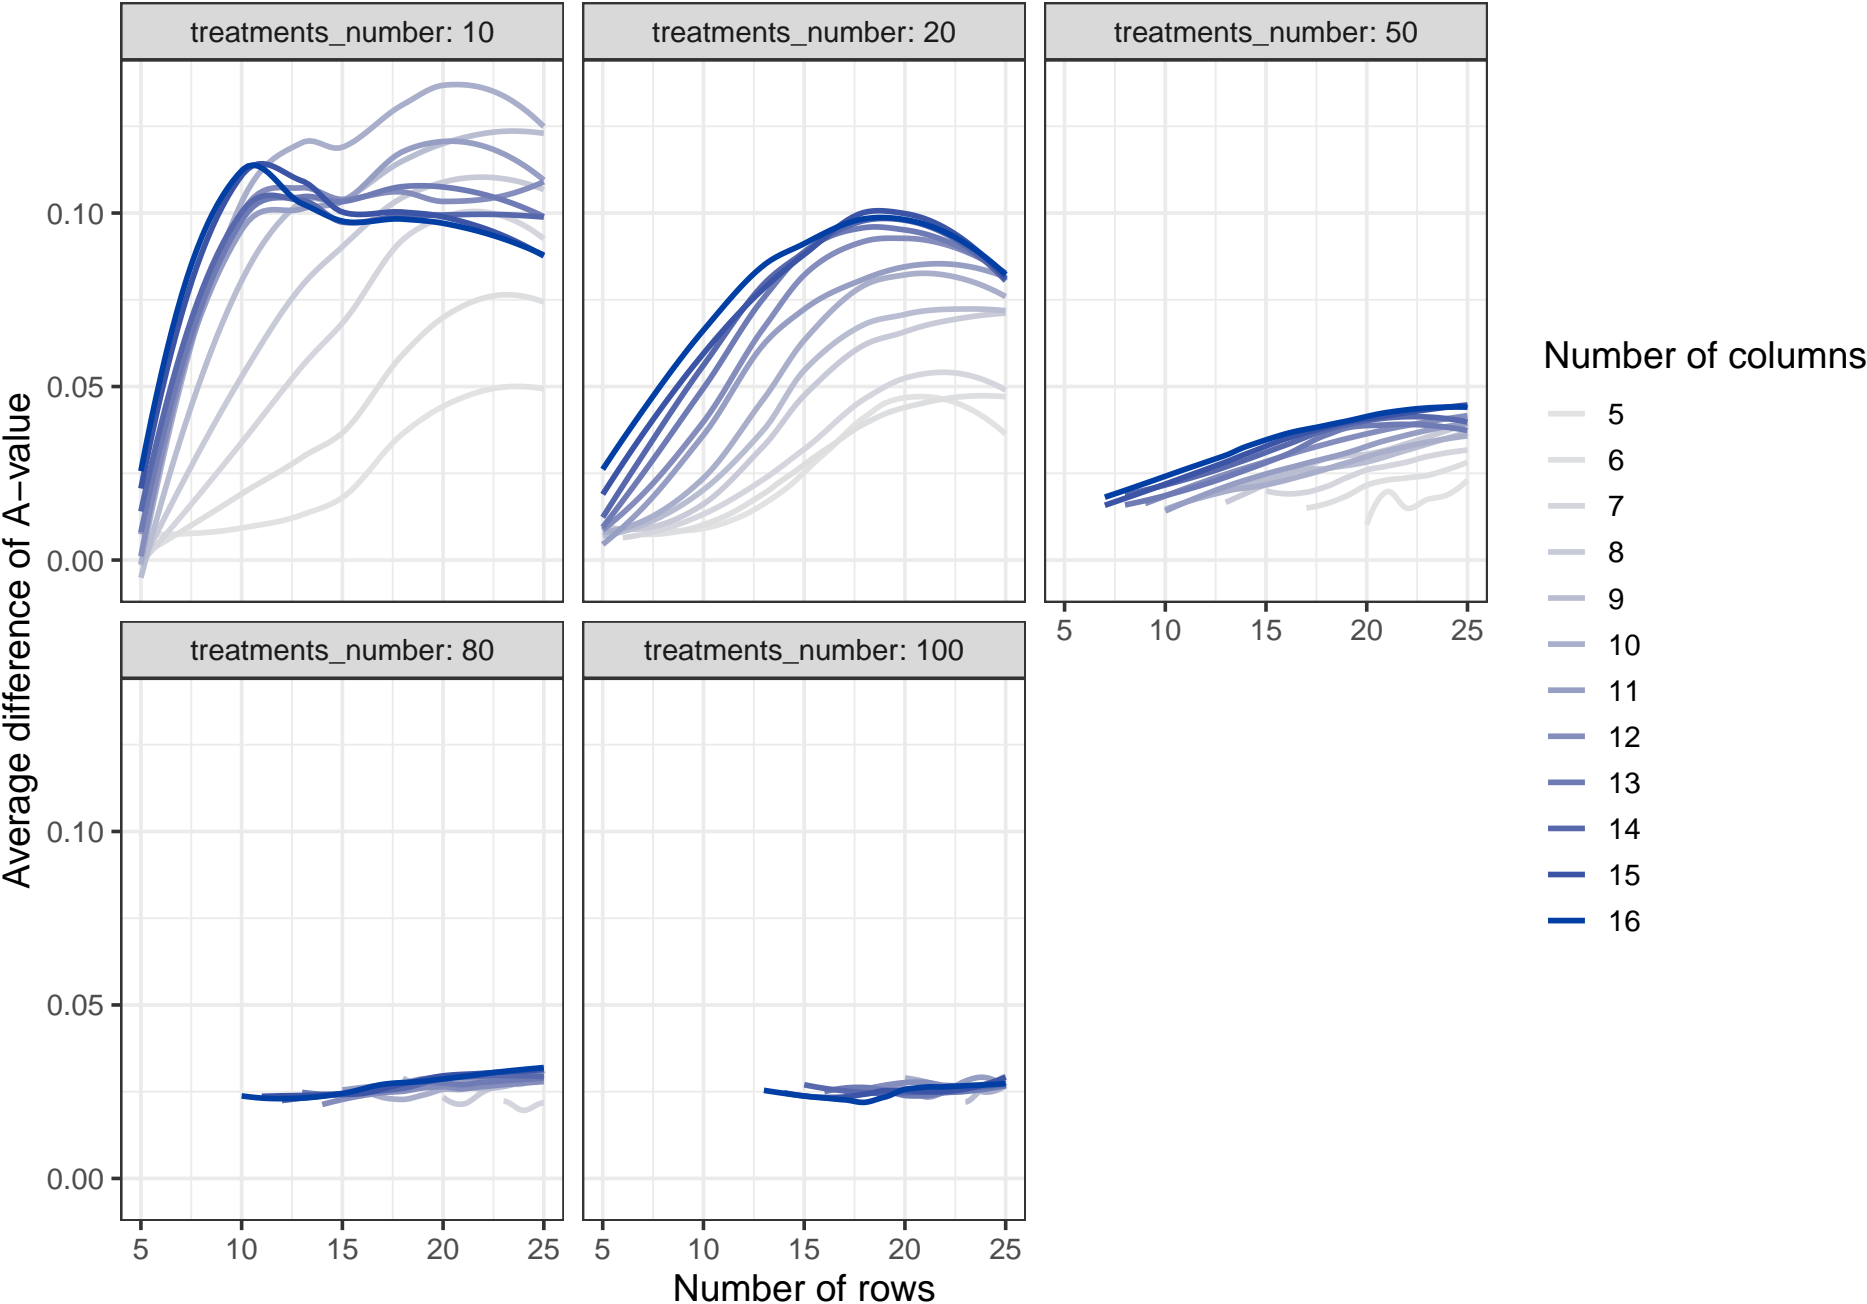 treatments_number: 10
treatments_number: 20
treatments_number: 50
0.10
0.05
0.00
5 10 15 20 25
treatments_number: 80
treatments_number: 100
0.10
0.05
0.00
5 10 15 20 25
5 10 15 20 25
Number of rows
Average difference of A−value
Number of columns
5
6
7
8
9
10
11
12
13
14
15
16